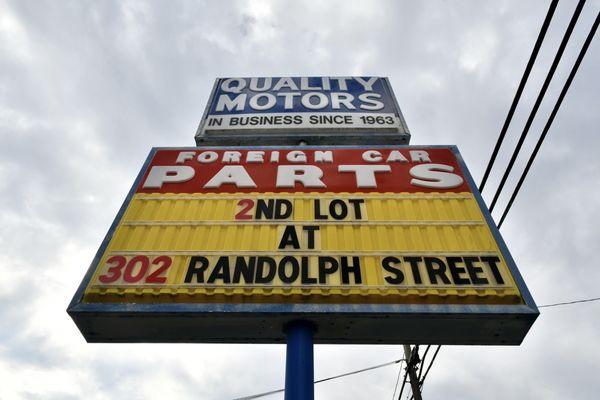 QUALITY
MOTORS
IN BUSINESS SINCE 1963
FOREIGN CAR
PARTS
2ND LOT
AT
302 RANDOLPH STREET